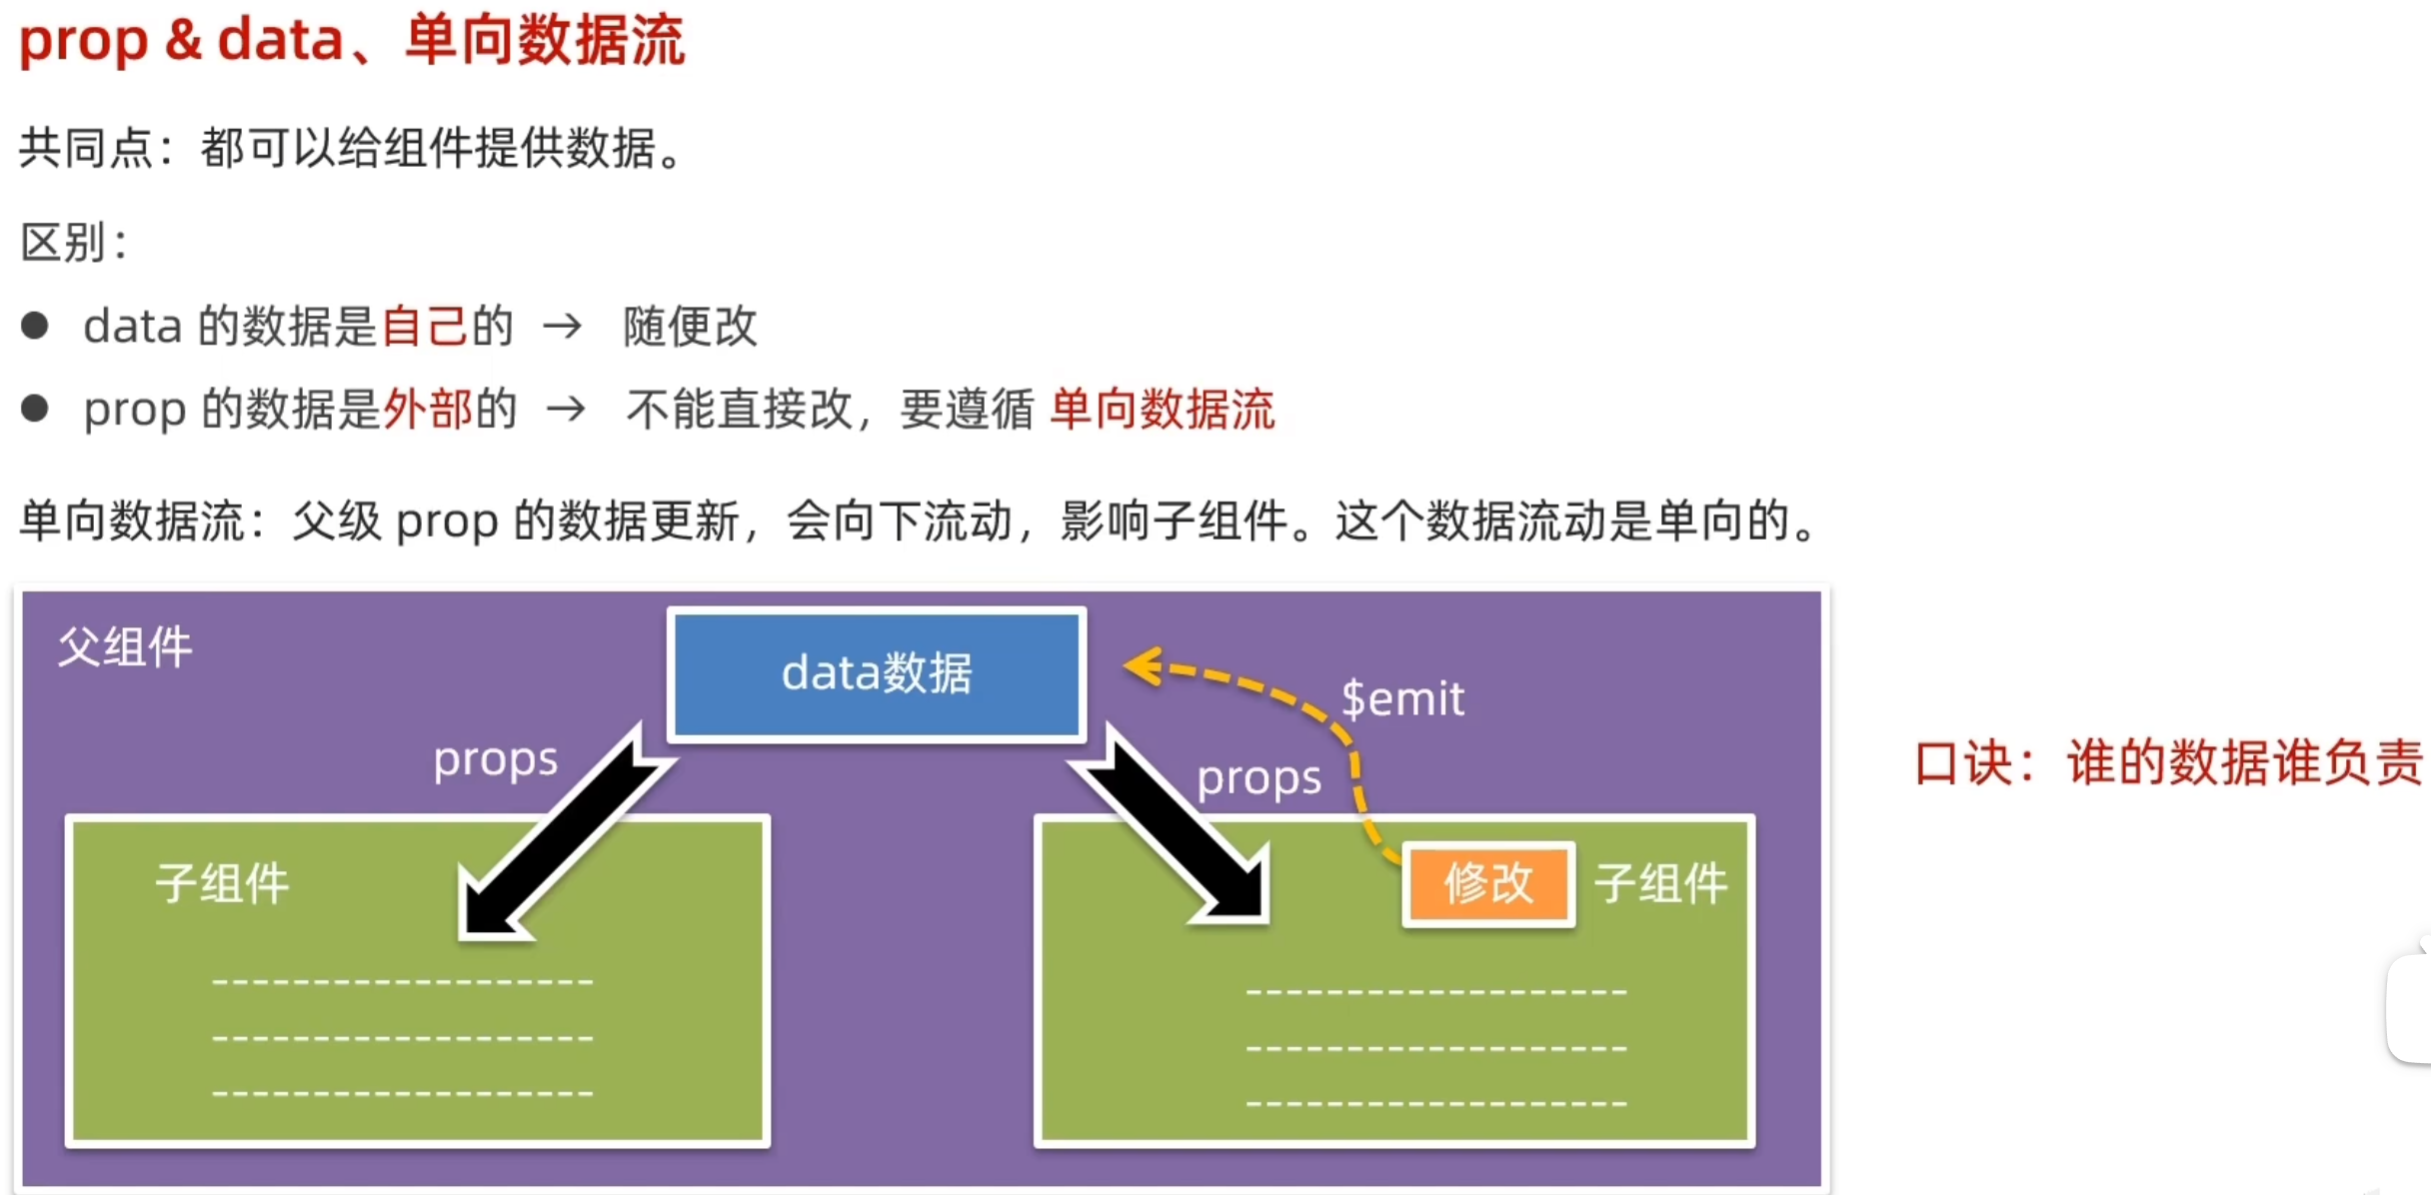 prop & data、单向数据流
共同点：都可以给组件提供数据。
区别：
● data 的数据是自己的 → 随便改
● prop 的数据是外部的 → 不能直接改，要遵循 单向数据流
单向数据流：父级 prop 的数据更新，会向下流动，影响子组件。这个数据流动是单向的。
父组件
data数据
$emit
props
props
口诀：谁的数据谁负责
子组件
修改
子组件